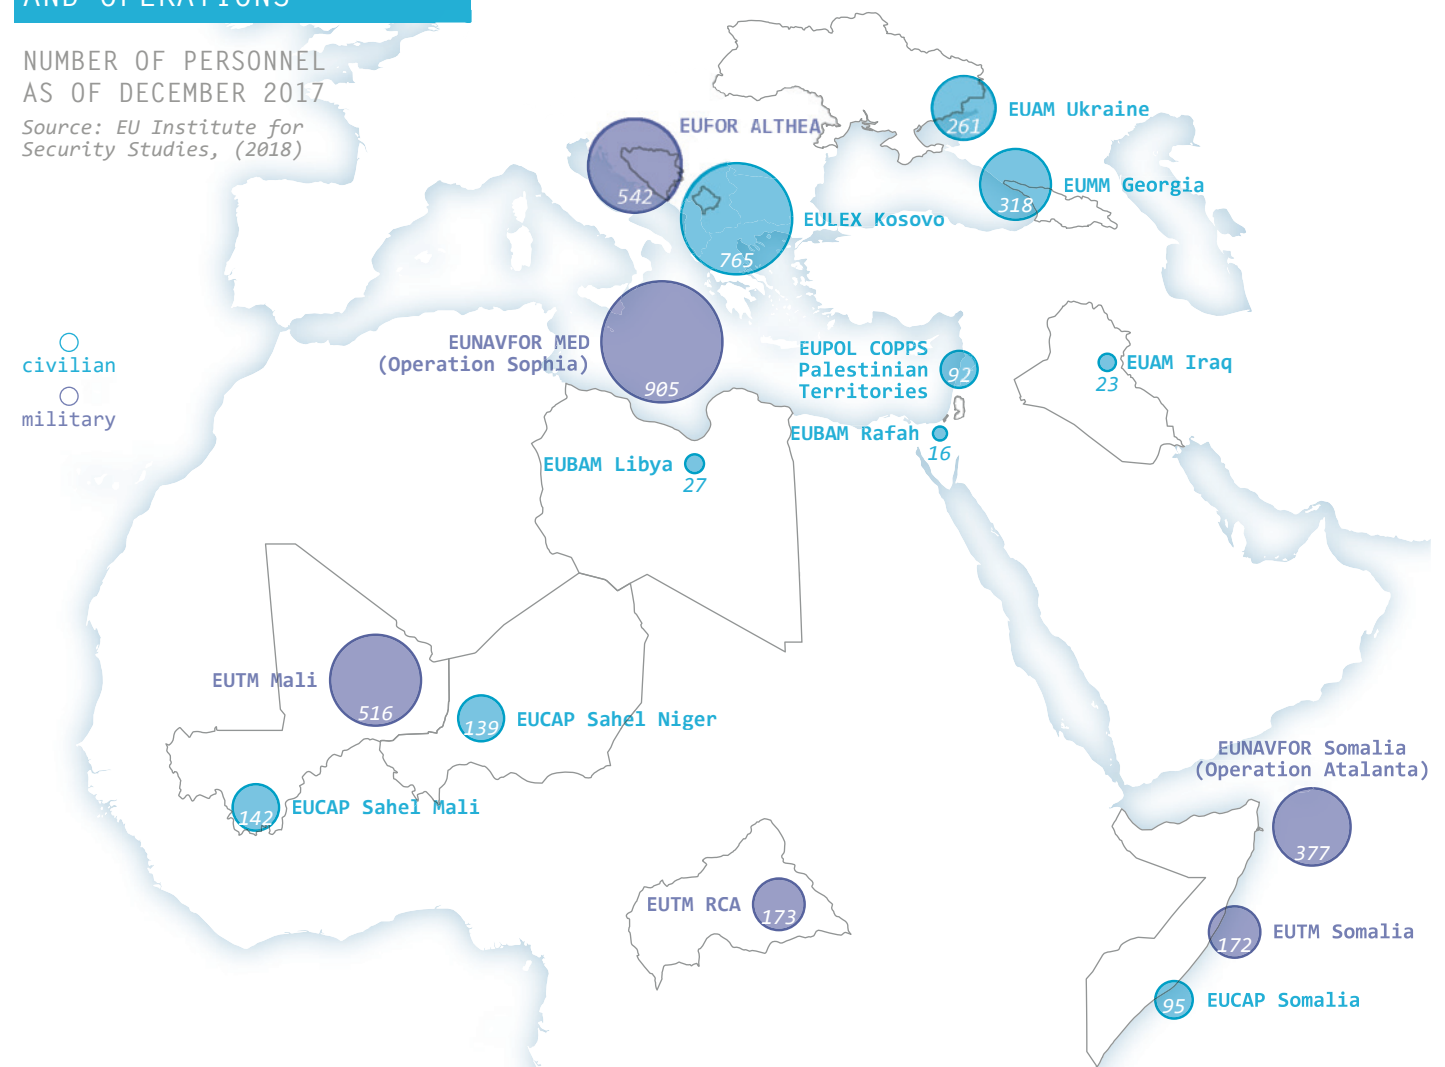 AND OPERATIONS
NUMBER OF PERSONNEL
AS OF DECEMBER 2017
Source: EU Institute for
Security Studies, (2018)
civilian
military
261
EUAM Ukraine
EUFOR ALTHEA
542
318
EUMM Georgia
EULEX Kosovo
765
EUNAVFOR MED
(Operation Sophia)
905
EUPOL COPPS
Palestinian
Territories
92
EUAM Iraq
23
EUBAM Rafah
16
EUBAM Libya
27
EUTM Mali
516
139
EUCAP Sahel Niger
142
EUCAP Sahel Mali
EUNAVFOR Somalia
(Operation Atalanta)
377
EUTM RCA
173
172
EUTM Somalia
95
EUCAP Somalia